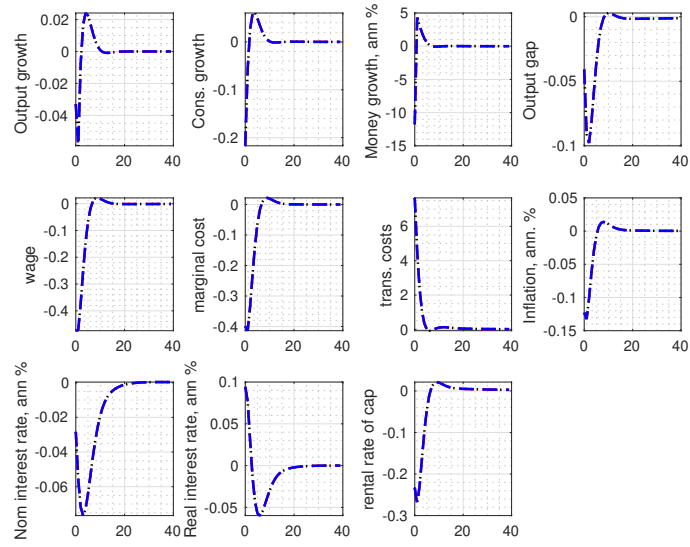 Output growth
0.02
0
-0.02
-0.04
0 20 40
Cons. growth
0
-0.1
-0.2
0 20 40
Money growth, ann %
5
0
-5
-10
-15
0 20 40
Output gap
0
-0.05
-0.1
0 20 40
wage
0
-0.1
-0.2
-0.3
-0.4
0 20 40
marginal cost
0
-0.1
-0.2
-0.3
-0.4
0 20 40
trans. costs
6
4
2
0
0 20 40
Inflation, ann. %
0.05
0
-0.05
-0.1
-0.15
0 20 40
Nom interest rate, ann %
0
-0.02
-0.04
-0.06
0 20 40
Real interest rate, ann %
0.1
0.05
0
-0.05
0 20 40
rental rate of cap
0
-0.1
-0.2
-0.3
0 20 40